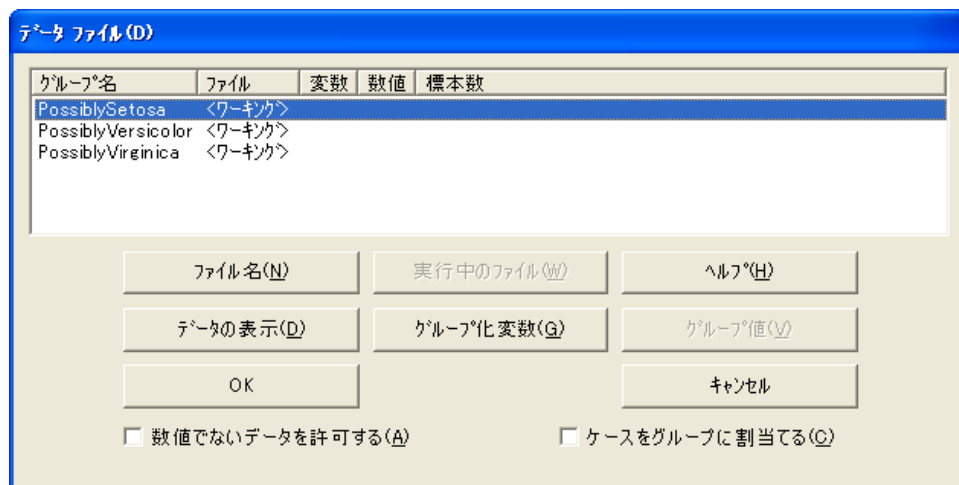 データ ファイル(D)
グループ名 ファイル 変数 数値 標本数
PossiblySetosa <ワーキング>
PossiblyVersicolor <ワーキング>
PossiblyVirginica <ワーキング>
ファイル名(N) 実行中のファイル(W) ヘルプ(H)
データの表示(D) グループ化変数(G) グループ値(V)
OK キャンセル
数値でないデータを許可する(A) ケースをグループに割当てる(C)